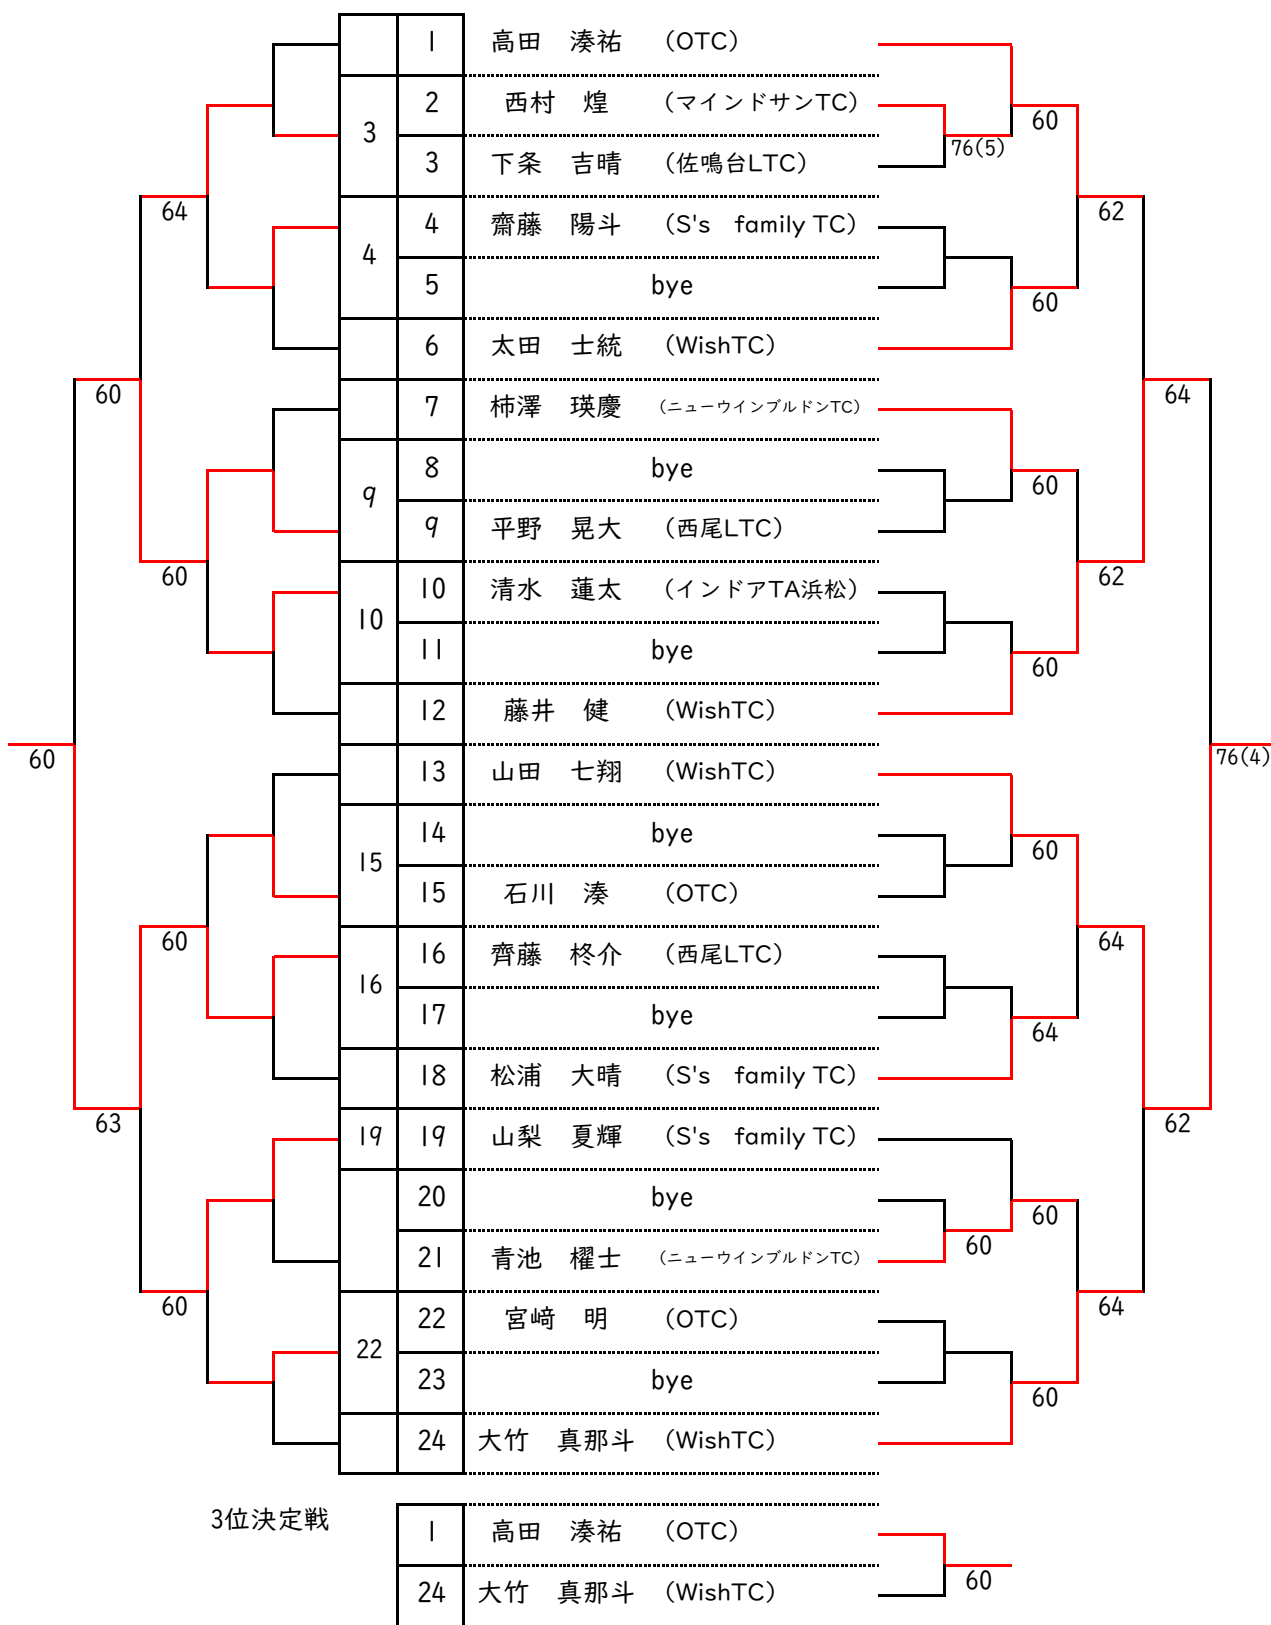 1 高田 湊祐 (OTC)
2 西村 煌 (マインドサンTC) 60
3 76(5)
3 下条 吉晴 (佐鳴台LTC)
64 4 齋藤 陽斗 (S's family TC) 62
4
5 bye 60
6 太田 士統 (WishTC)
60 7 柿澤 瑛慶 (ニューウインブルドンTC) 64
8 bye 60
9
9 平野 晃大 (西尾LTC)
60 10 清水 蓮太 (インドアTA浜松) 62
10
11 bye 60
12 藤井 健 (WishTC)
60 76(4)
13 山田 七翔 (WishTC)
14 bye 60
15
15 石川 湊 (OTC)
60 16 齊藤 柊介 (西尾LTC) 64
16
17 bye 64
18 松浦 大晴 (S's family TC)
63 62
19 19 山梨 夏輝 (S's family TC)
20 bye 60
21 青池 櫂士 (ニューウインブルドンTC) 60
60 22 宮﨑 明 (OTC) 64
22
23 bye 60
24 大竹 真那斗 (WishTC)
3位決定戦
1 高田 湊祐 (OTC)
60
24 大竹 真那斗 (WishTC)